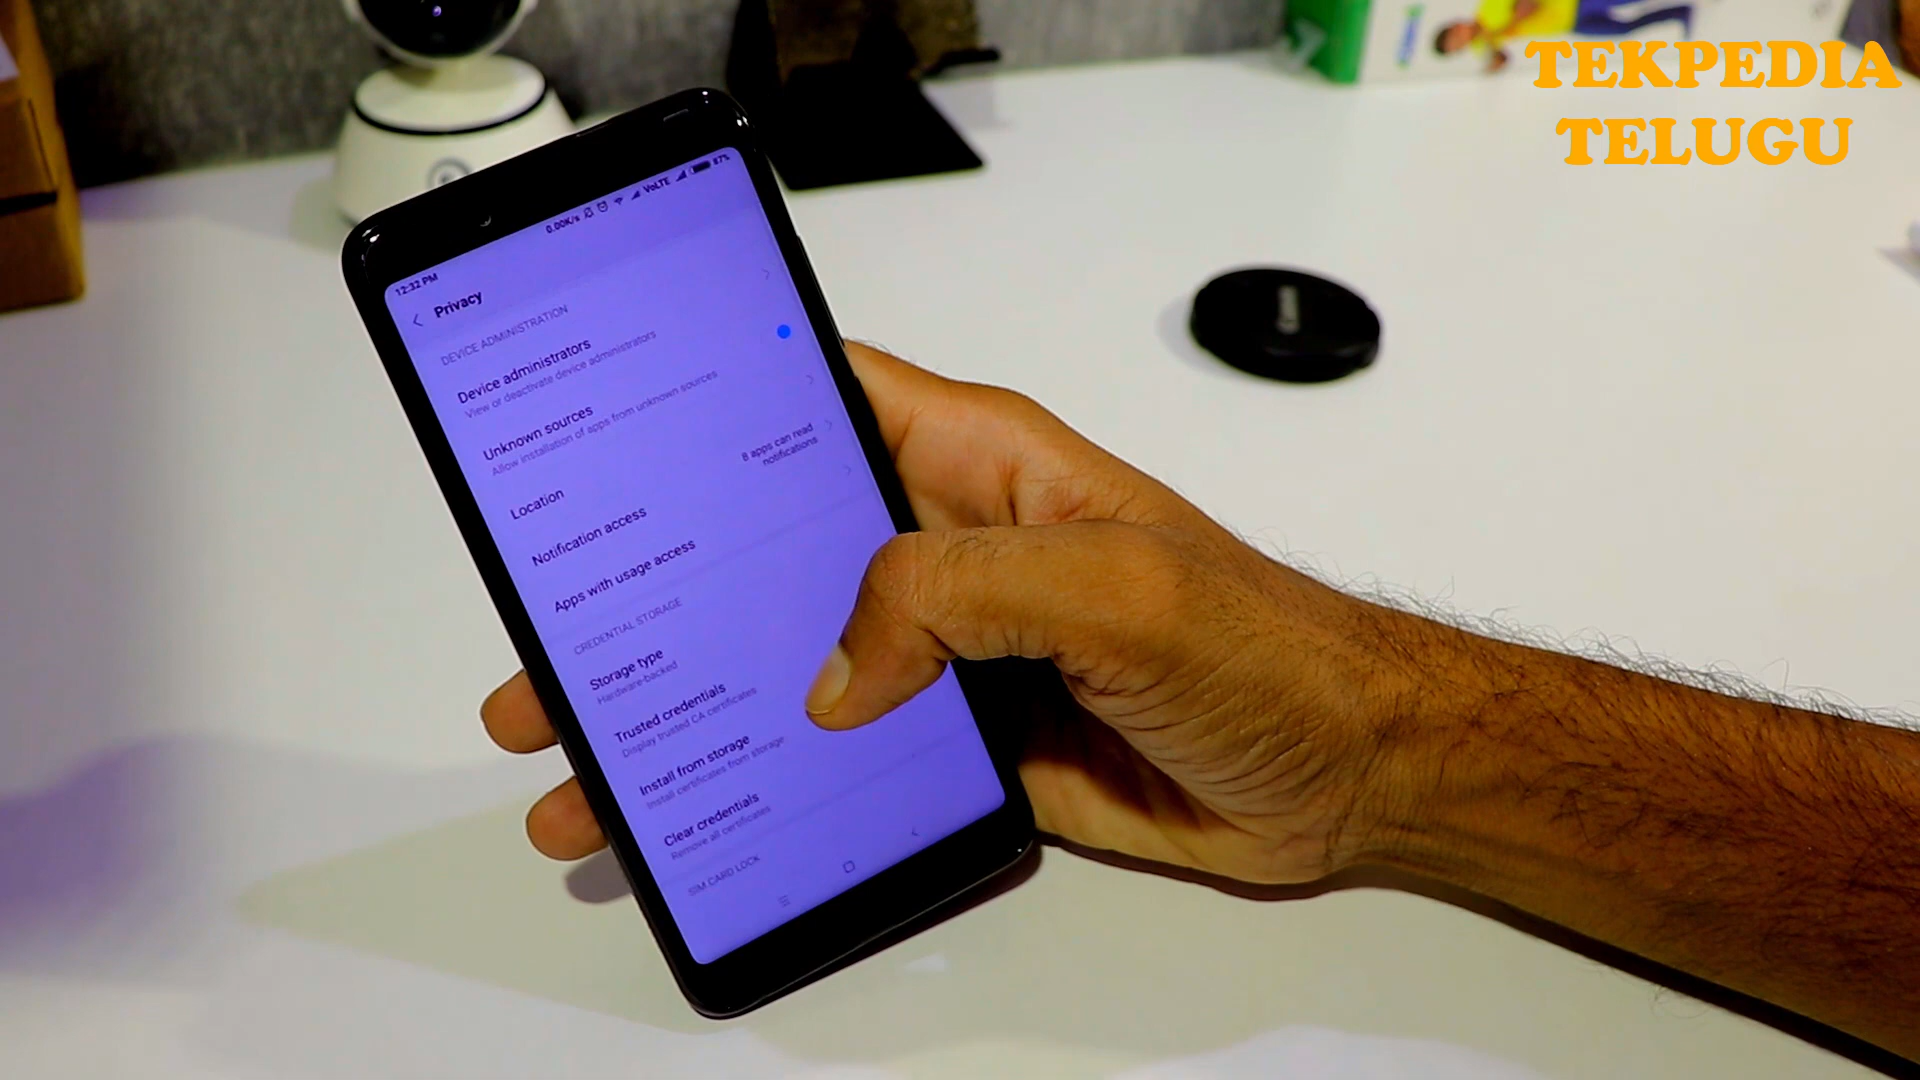 TEKPEDIA
TELUGU
12:32 PM
0.00K/s
VoLTE
87%
Privacy
DEVICE ADMINISTRATION
Device administrators
View or deactivate device administrators
Unknown sources
Allow installation of apps from unknown sources
Location
Notification access
8 apps can read
notifications
Apps with usage access
CREDENTIAL STORAGE
Storage type
Hardware-backed
Trusted credentials
Display trusted CA certificates
Install from storage
Install certificates from storage
Clear credentials
Remove all certificates
SIM CARD LOCK